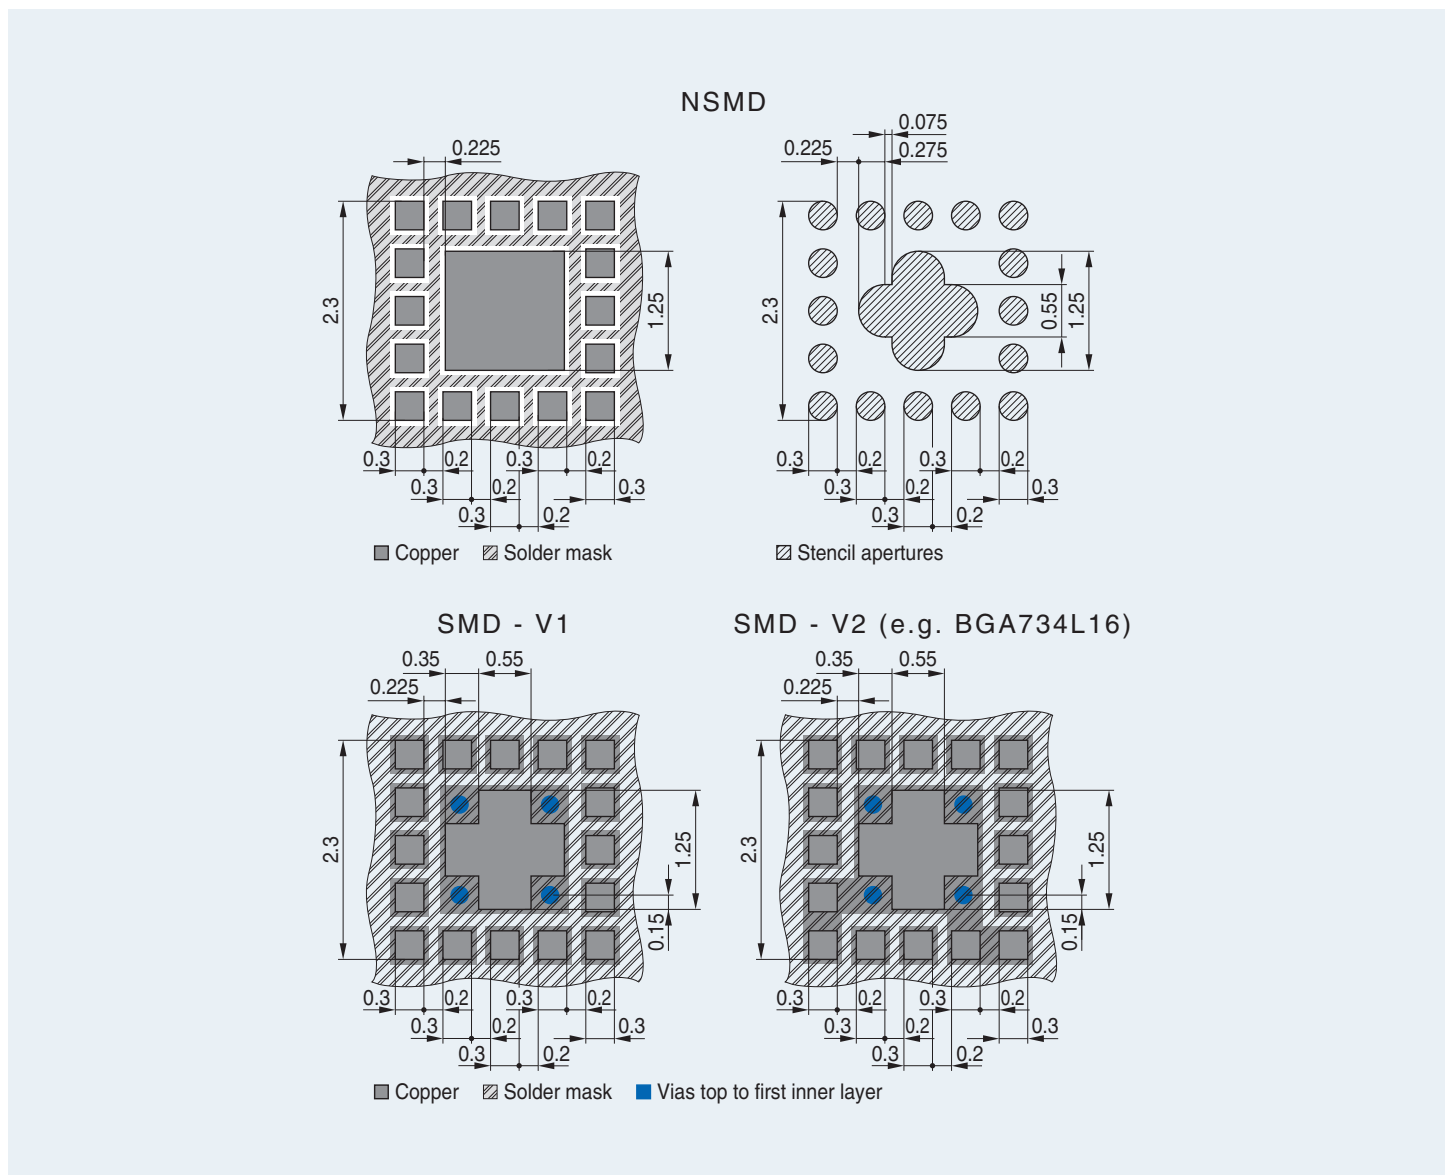 NSMD
0.225
2.3
1.25
0.3 0.2 0.3 0.2
0.3 0.2 0.3
0.3 0.2
0.075
0.225 0.275
2.3
0.55
1.25
0.3 0.2 0.3 0.2
0.3 0.2 0.3
0.3 0.2
Copper Solder mask
Stencil apertures
SMD - V1
0.35 0.55
0.225
2.3
1.25
0.15
0.3 0.2 0.3 0.2
0.3 0.2 0.3
0.3 0.2
SMD - V2 (e.g. BGA734L16)
0.35 0.55
0.225
2.3
1.25
0.15
0.3 0.2 0.3 0.2
0.3 0.2 0.3
0.3 0.2
Copper Solder mask Vias top to first inner layer